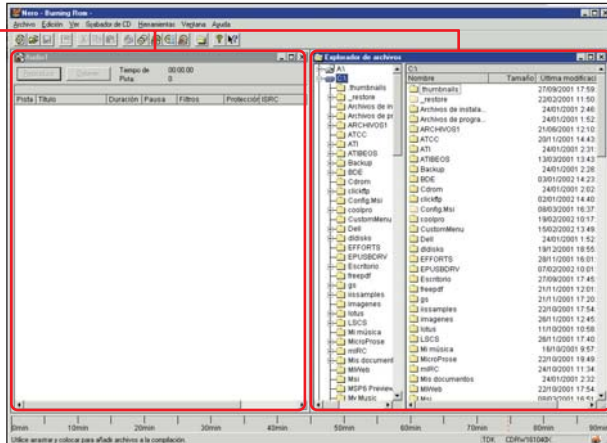 Nero - Burning Rom -
Archivo Edición Ver Grabador de CD Herramientas Ventana Ayuda
Audio1
Tiempo de 00:00.00
Pista 0
Pista Título Duración Pausa Filtros Protección ISRC
Explorador de archivos
A:\
C:\
.thumbnails
_restore
Archivos de in
Archivos de pr
ARCHIVOS1
ATCC
ATI
ATIBEOS
Backup
BDE
Cdrom
clickftp
Config.Msi
coolpro
CustomMenu
Dell
dldisks
EFFORTS
EPUSBDRV
Escritorio
freepdf
gs
iissamples
Imagenes
lotus
LSCS
Mi música
MicroProse
mIRC
Mis document
MiWeb
Msi
MSPS Preview
My Music
C:\
Nombre Tamaño Última modificaci
.thumbnails 27/09/2001 17:59
_restore 22/02/2001 11:50
Archivos de instala... 24/01/2001 2:46
Archivos de progra... 24/01/2001 1:52
ARCHIVOS1 21/06/2001 12:10
ATCC 20/11/2001 14:43
ATI 24/01/2001 2:31
ATIBEOS 13/03/2001 13:43
Backup 24/01/2001 2:28
BDE 03/01/2002 14:23
Cdrom 24/01/2001 2:02
clickftp 02/01/2002 14:40
Config.Msi 08/03/2001 16:37
coolpro 19/02/2001 10:17
CustomMenu 15/02/2002 13:49
Dell 24/01/2001 1:52
dldisks 19/12/2001 18:55
EFFORTS 28/11/2001 16:01
EPUSBDRV 07/02/2002 10:01
Escritorio 27/09/2001 17:45
freepdf 21/11/2001 12:01
gs 21/11/2001 17:20
iissamples 22/10/2001 17:54
Imagenes 26/11/2001 12:45
lotus 11/10/2001 10:58
LSCS 26/11/2001 17:40
Mi música 16/10/2001 9:57
MicroProse 22/10/2001 19:49
mIRC 24/10/2001 11:34
Mis documentos 24/01/2001 2:32
MiWeb 22/10/2001 17:54
Msi 08/03/2001 16:51
0min 10min 20min 30min 40min 50min 60min 70min 80min 90min
Utilice arrastrar y colocar para añadir archivos a la compilación. TDK CDRW161040X